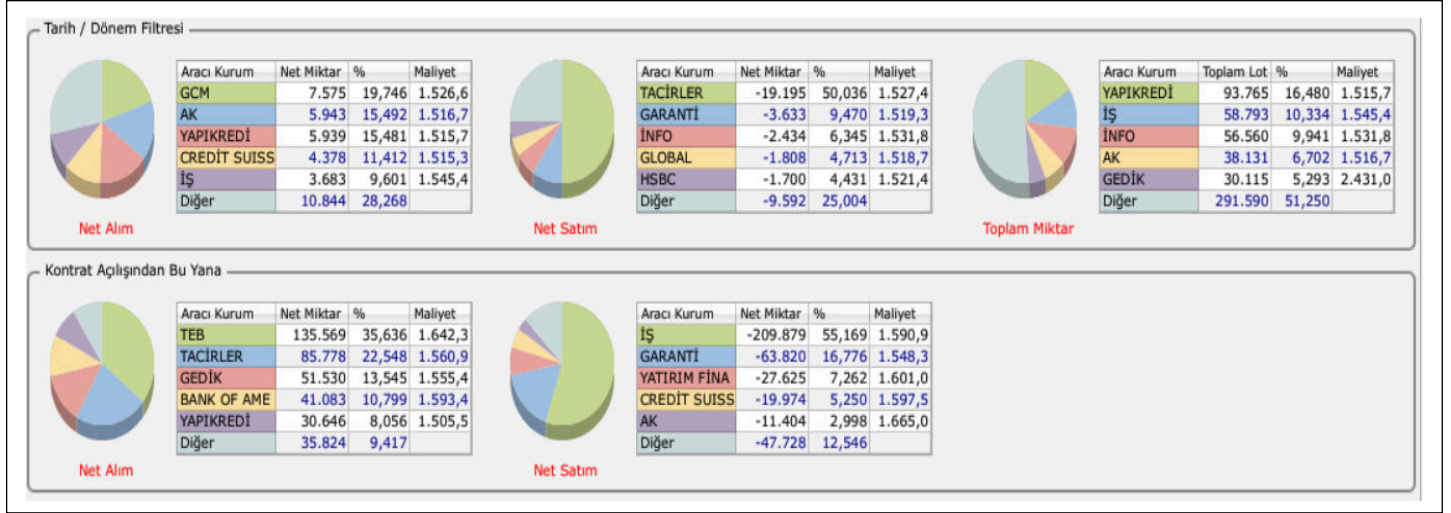 Tarih / Dönem Filtresi
Aracı Kurum Net Miktar % Maliyet
GCM 7.575 19,746 1.526,6
AK 5.943 15,492 1.516,7
YAPIKREDİ 5.939 15,481 1.515,7
CREDİT SUISS 4.378 11,412 1.515,3
İŞ 3.683 9,601 1.545,4
Diğer 10.844 28,268
Net Alım
Aracı Kurum Net Miktar % Maliyet
TACİRLER -19.195 50,036 1.527,4
GARANTİ -3.633 9,470 1.519,3
İNFO -2.434 6,345 1.531,8
GLOBAL -1.808 4,713 1.518,7
HSBC -1.700 4,431 1.521,4
Diğer -9.592 25,004
Net Satım
Aracı Kurum Toplam Lot % Maliyet
YAPIKREDİ 93.765 16,480 1.515,7
İŞ 58.793 10,334 1.545,4
İNFO 56.560 9,941 1.531,8
AK 38.131 6,702 1.516,7
GEDİK 30.115 5,293 2.431,0
Diğer 291.590 51,250
Toplam Miktar
Kontrat Açılışından Bu Yana
Aracı Kurum Net Miktar % Maliyet
TEB 135.569 35,636 1.642,3
TACİRLER 85.778 22,548 1.560,9
GEDİK 51.530 13,545 1.555,4
BANK OF AME 41.083 10,799 1.593,4
YAPIKREDİ 30.646 8,056 1.505,5
Diğer 35.824 9,417
Net Alım
Aracı Kurum Net Miktar % Maliyet
İŞ -209.879 55,169 1.590,9
GARANTİ -63.820 16,776 1.548,3
YATIRIM FİNA -27.625 7,262 1.601,0
CREDİT SUISS -19.974 5,250 1.597,5
AK -11.404 2,998 1.665,0
Diğer -47.728 12,546
Net Satım